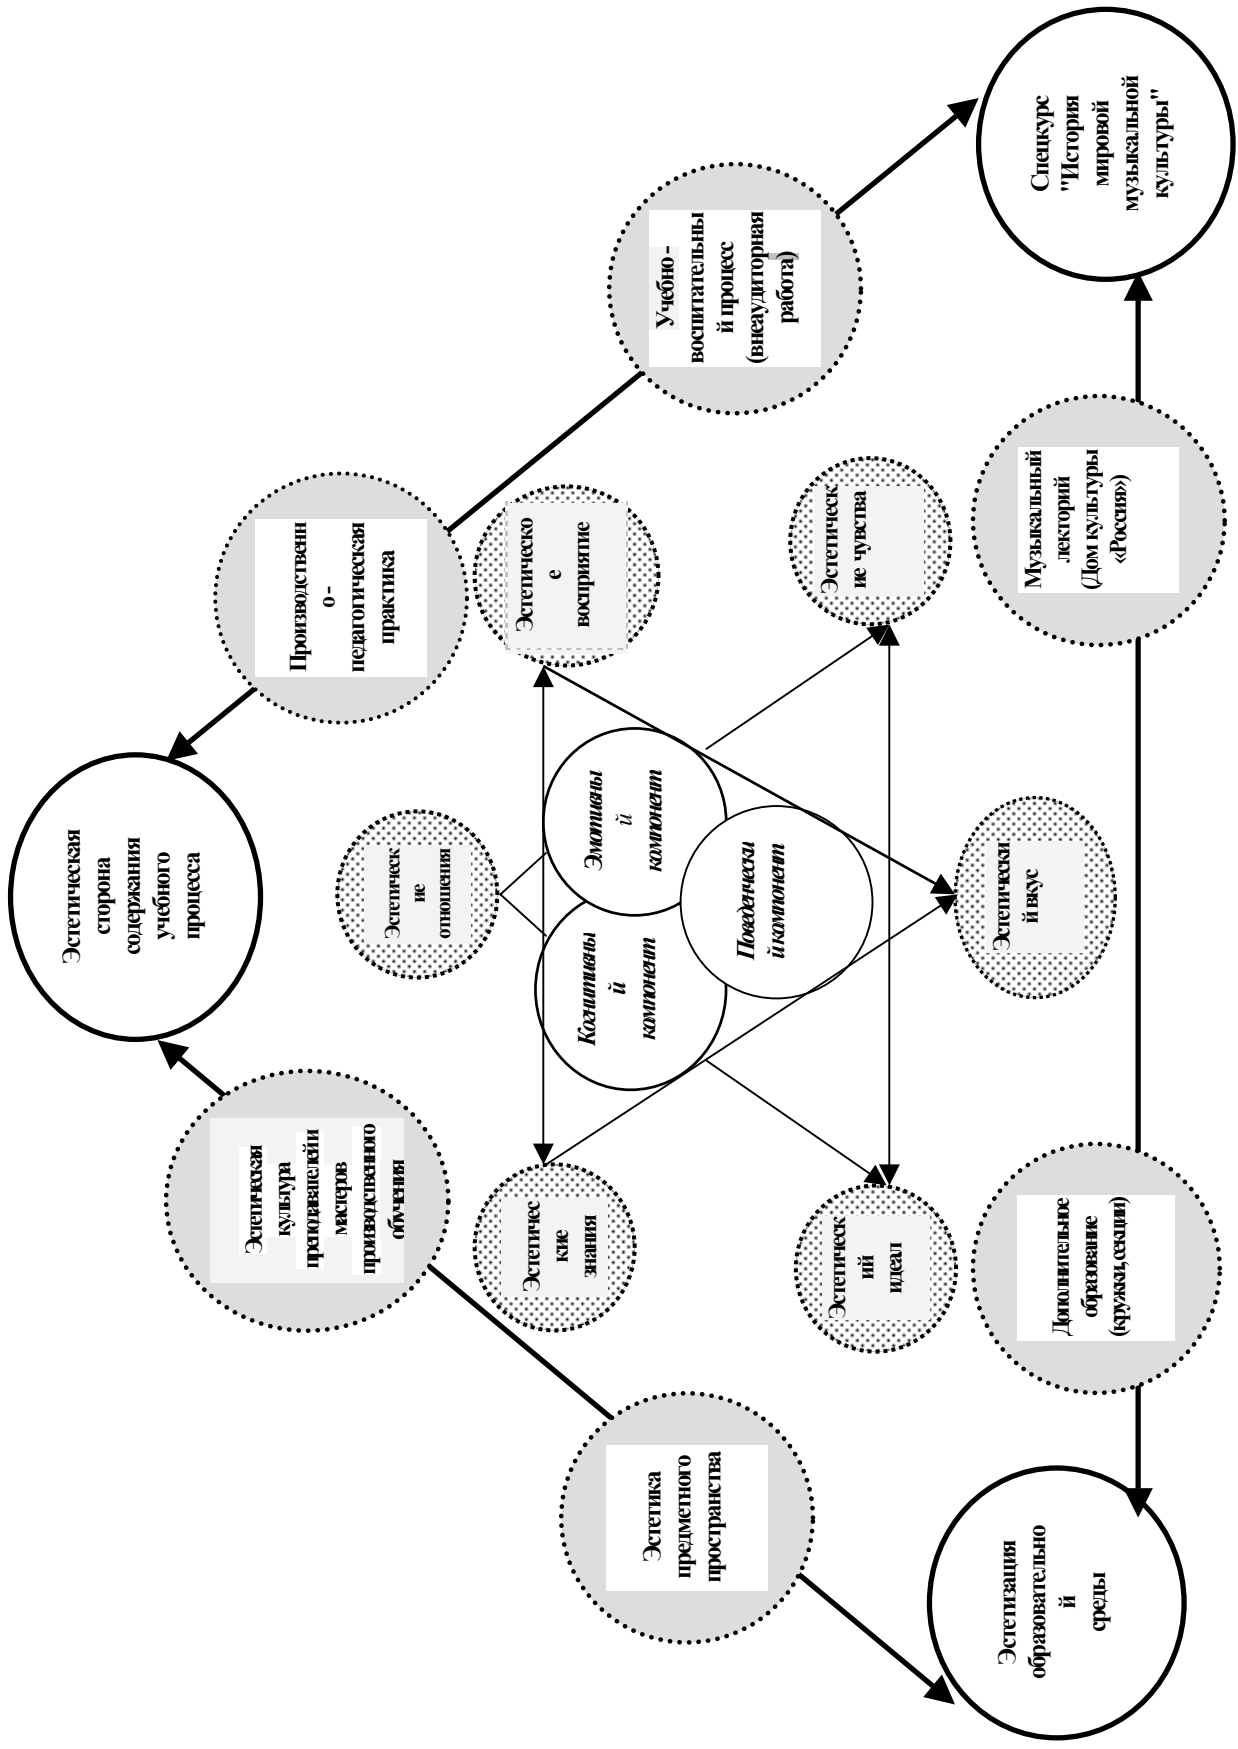 Эстетическая
сторона
содержания
учебного
процесса
Эстетическая
культура
преподавателей и
мастеров
производственного
обучения
Производственн
о-
педагогическая
практика
Эстетическ
ие
отношения
Эстетичес
кие
знания
Эстетическо
е
восприятие
Когнитивны
й
компонент
Эмотивны
й
компонент
Поведенчески
й компонент
Эстетика
предметного
пространства
Учебно -
воспитательны
й процесс
(внеаудиторная
работа)
Эстетическ
ий
идеал
Эстетическ
ие чувства
Эстетически
й вкус
Эстетизация
образовательно
й
среды
Дополнительное
образование
(кружки,секции)
Музыкальный
лекторий
(Дом культуры
«Россия»)
Спецкурс
"История
мировой
музыкальной
культуры"